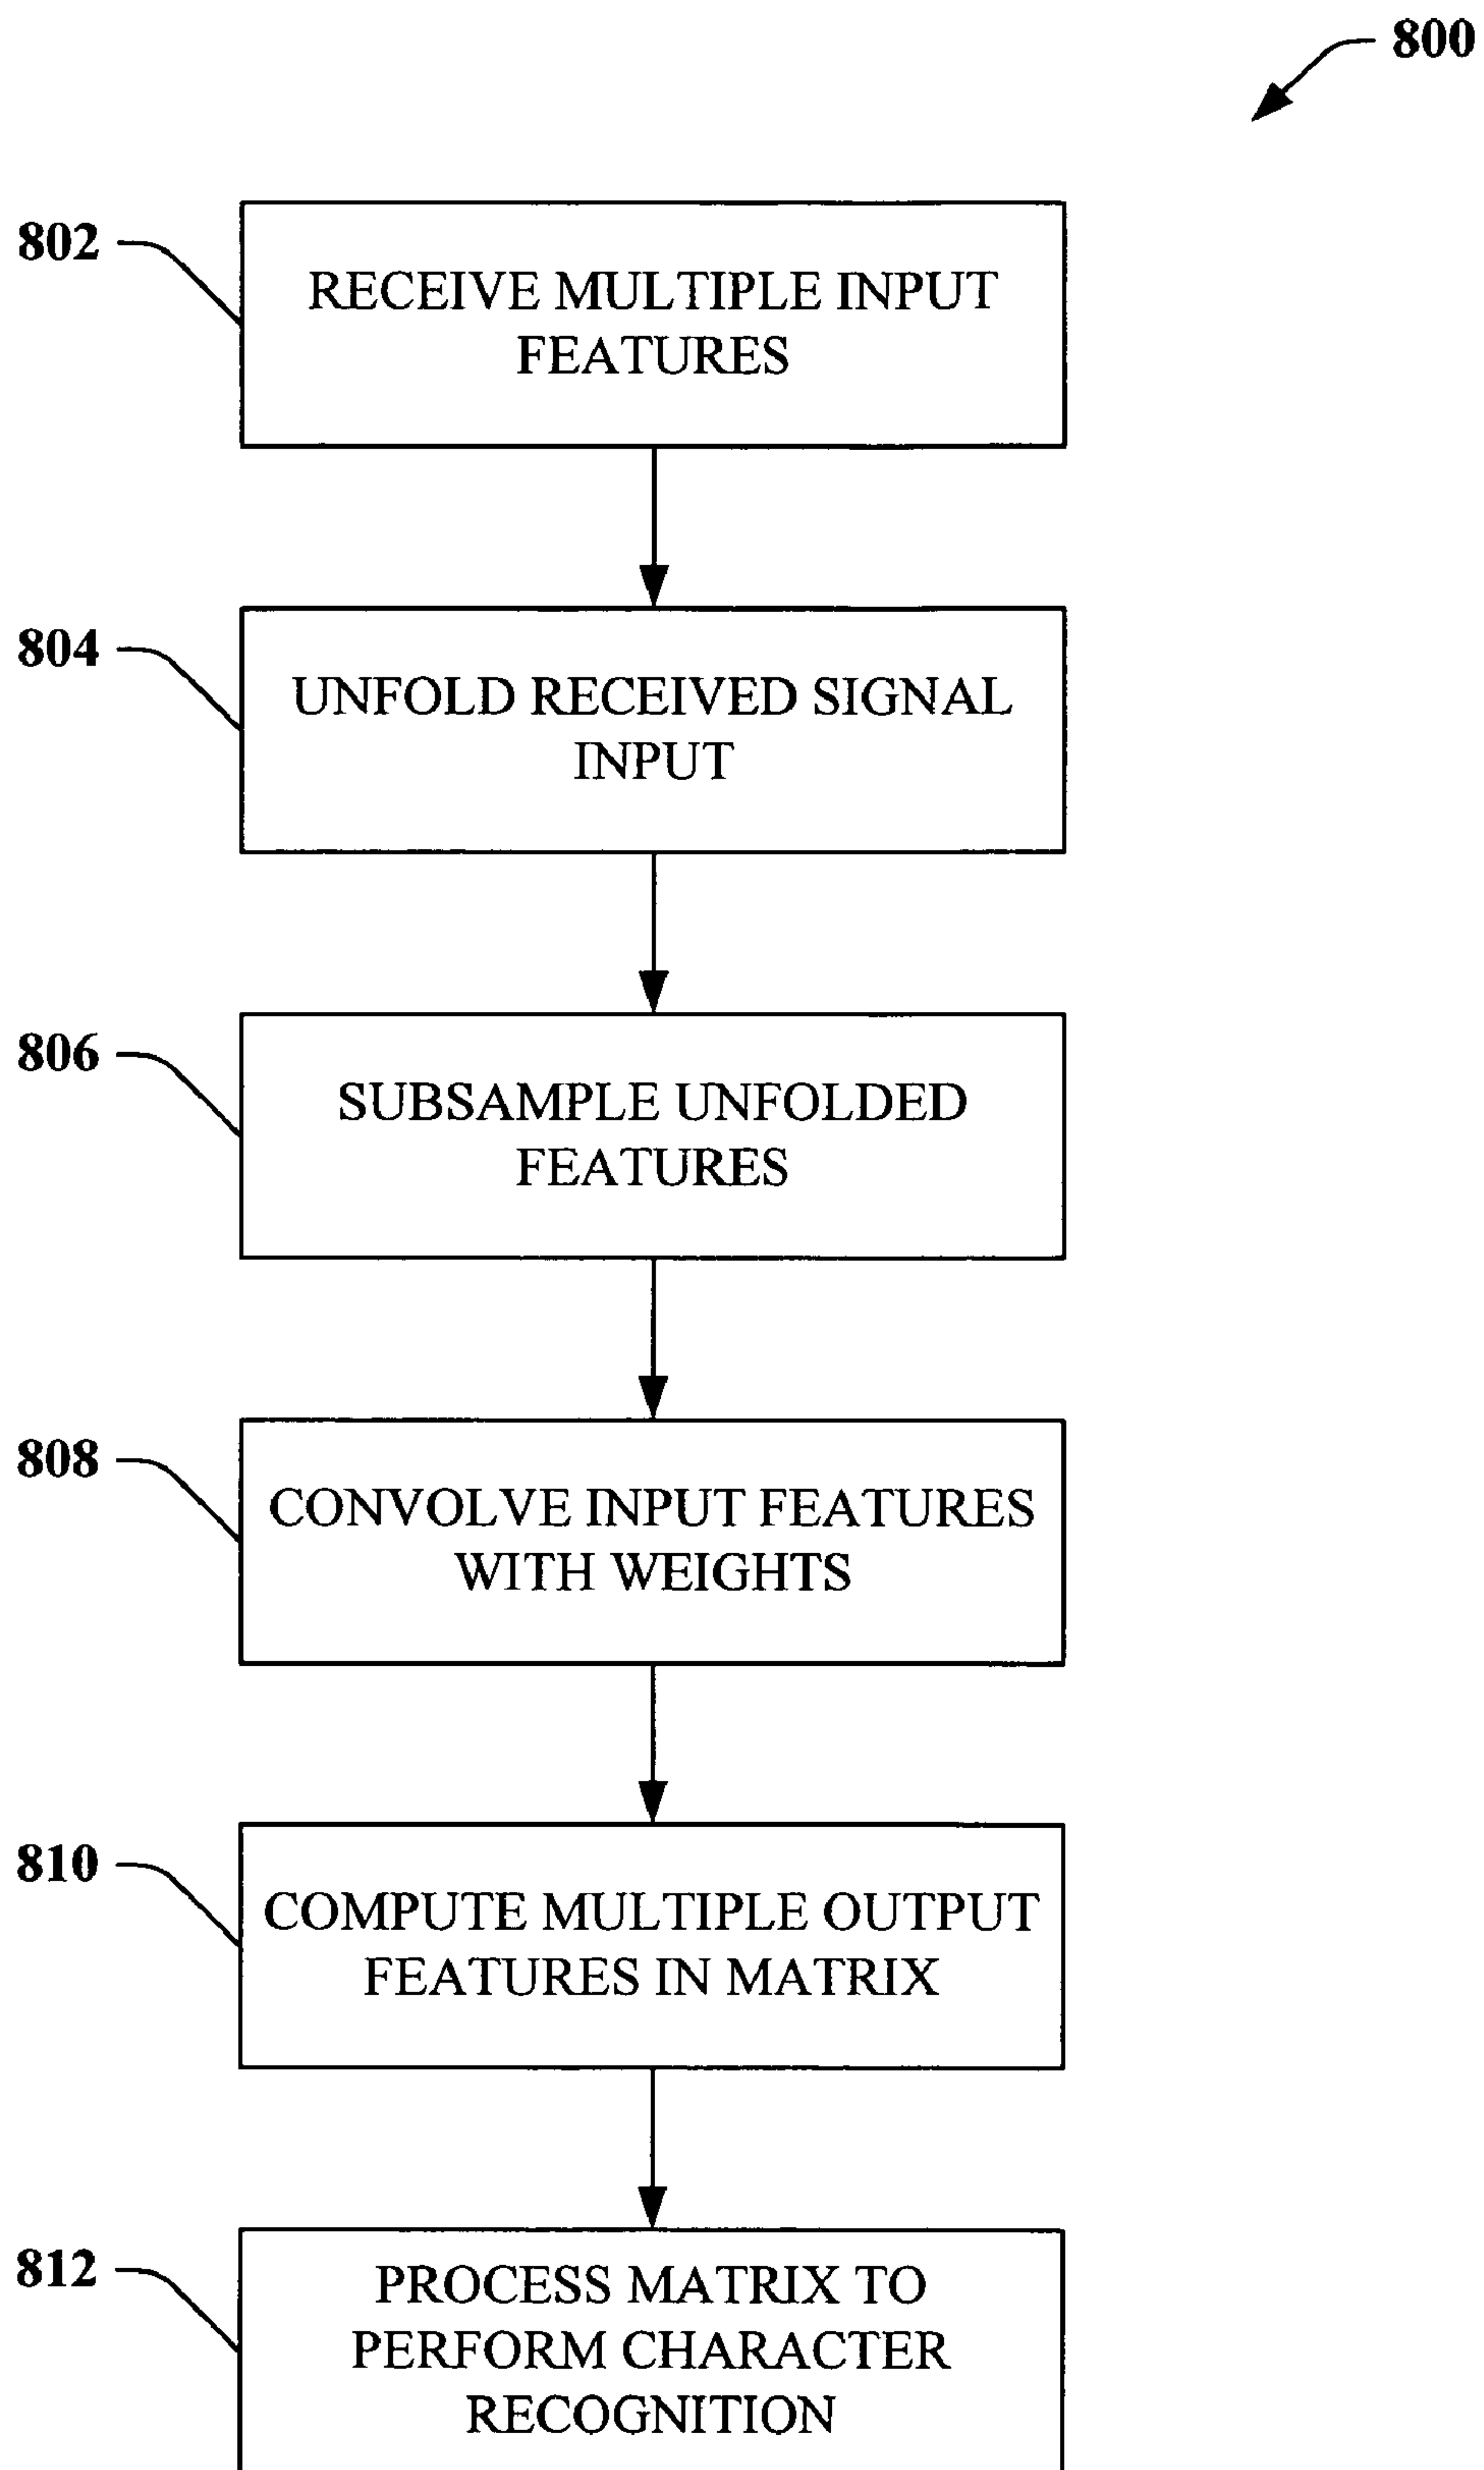 800
802
RECEIVE MULTIPLE INPUT
FEATURES
804
UNFOLD RECEIVED SIGNAL
INPUT
806
SUBSAMPLE UNFOLDED
FEATURES
808
CONVOLVE INPUT FEATURES
WITH WEIGHTS
810
COMPUTE MULTIPLE OUTPUT
FEATURES IN MATRIX
812
PROCESS MATRIX TO
PERFORM CHARACTER
RECOGNITION